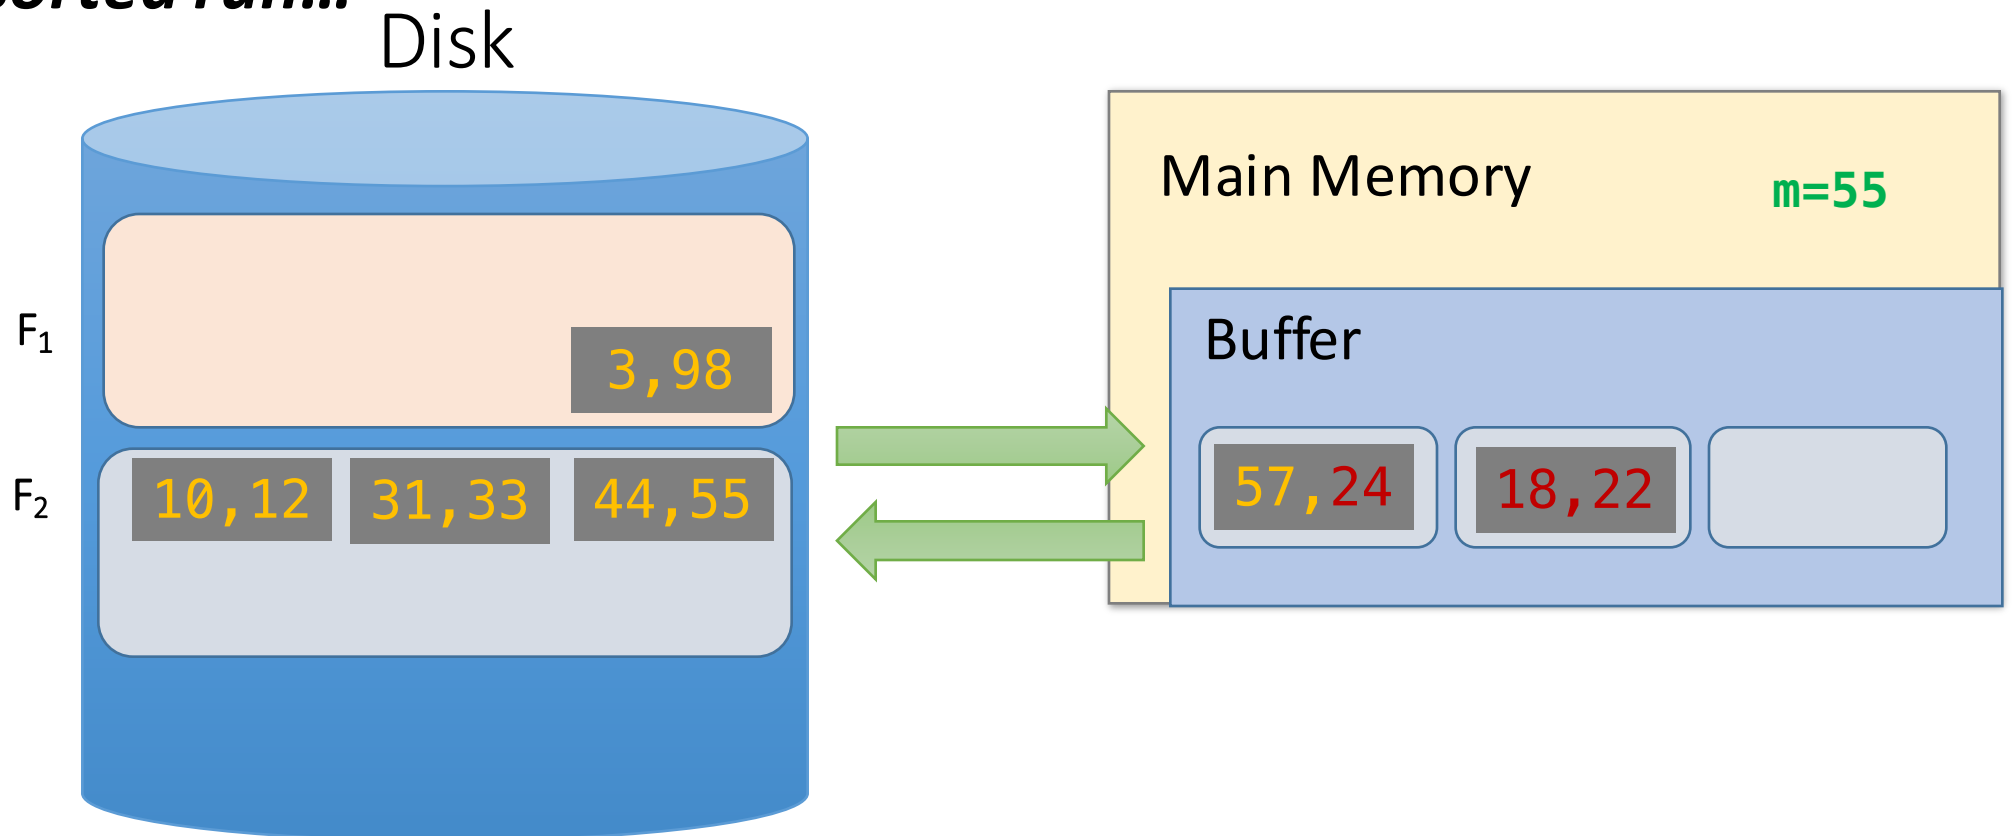 run...
Disk
Main Memory
m=55
F1
3,98
Buffer
F2
10,12 31,33 44,55
57,24 18,22